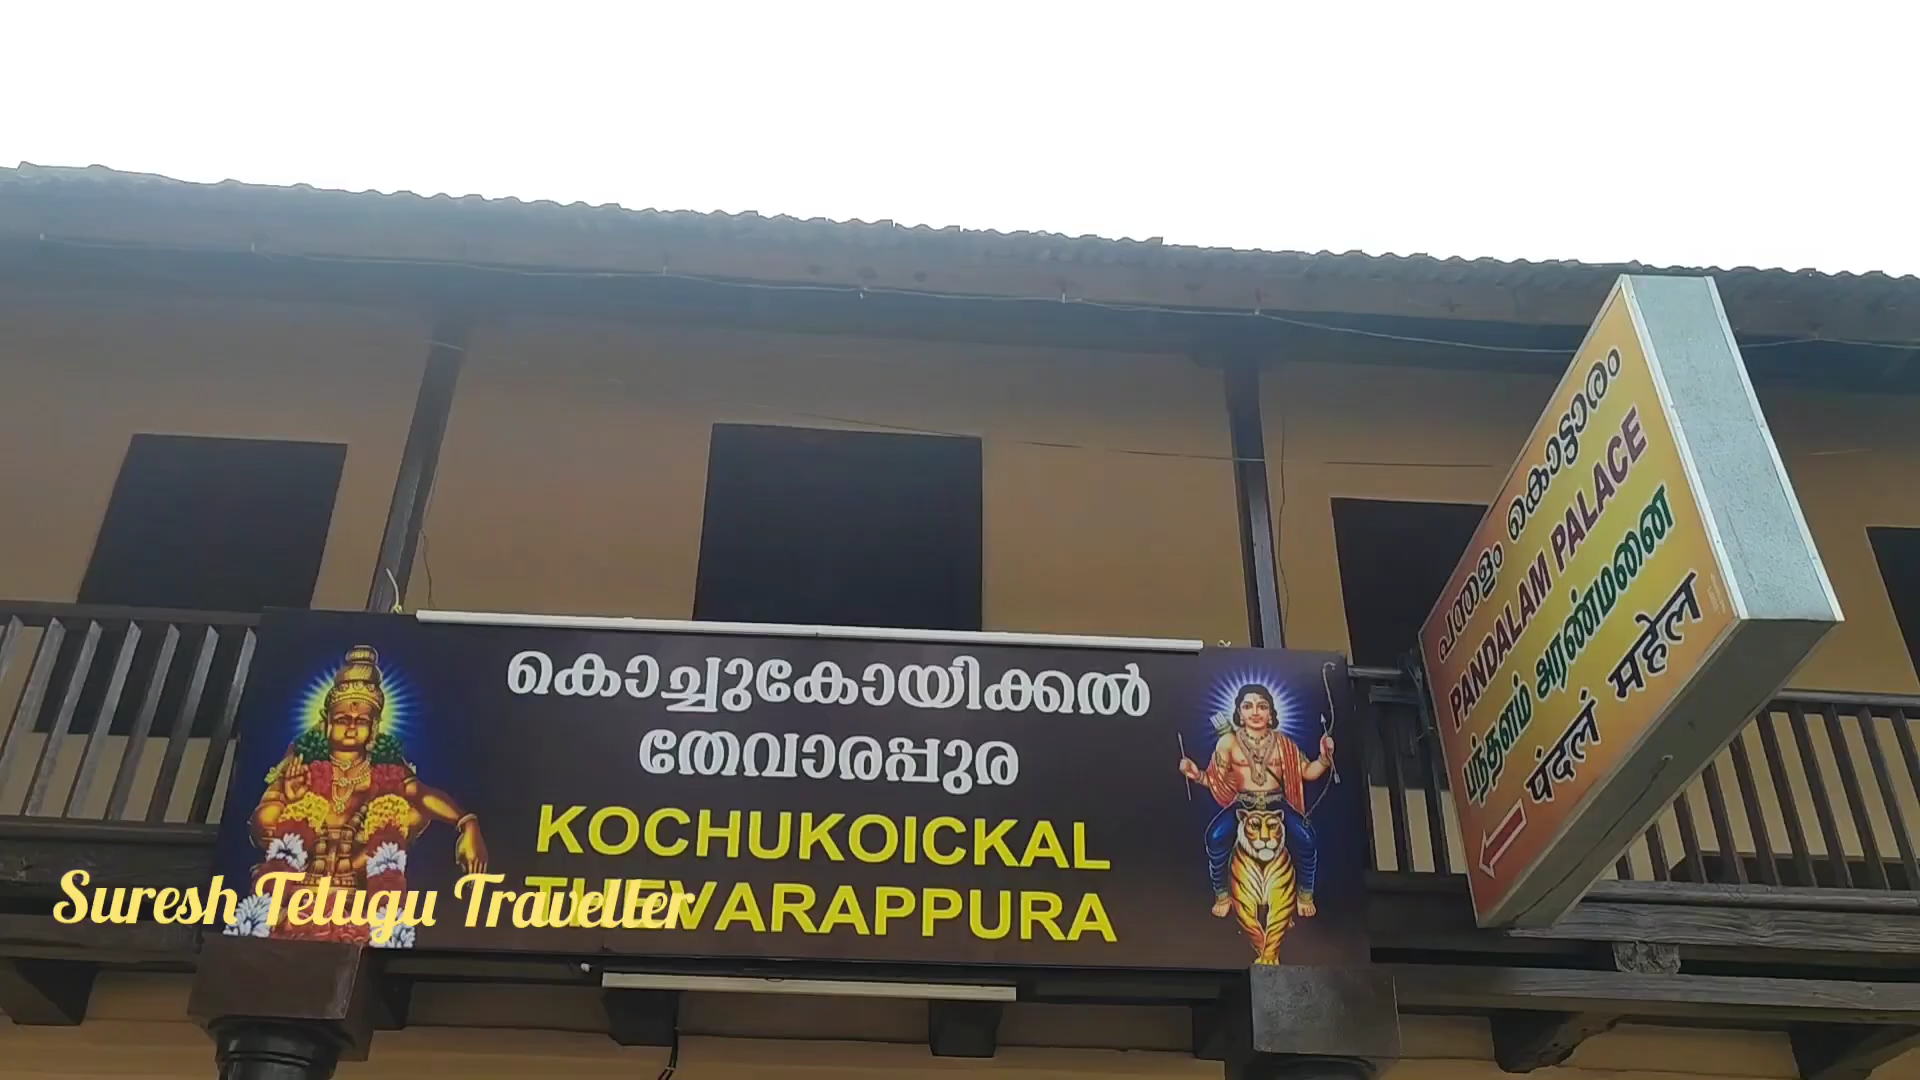 കൊച്ചുകോയിക്കൽ
തേവാരപ്പുര
KOCHUKOICKAL
THEVARAPPURA
പന്തളം കൊട്ടാരം
PANDALAM PALACE
பந்தளம் அரண்மனை
पंदलं महेल
Suresh Telugu Traveller